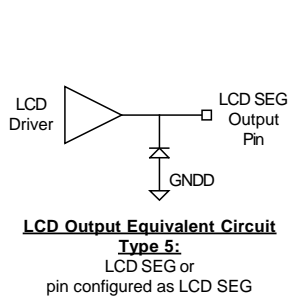 LCD
Driver
LCD SEG
Output
Pin
GNDD
LCD Output Equivalent Circuit
Type 5:
LCD SEG or
pin configured as LCD SEG